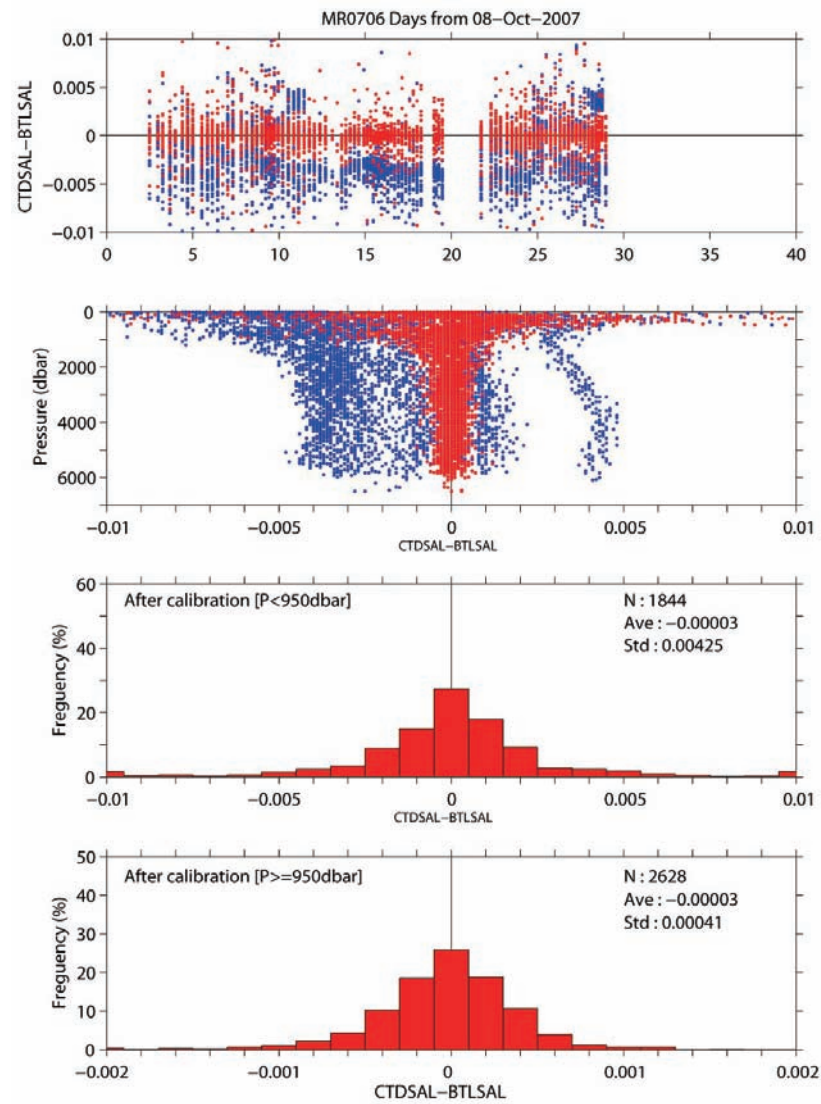 MR0706 Days from 08−Oct−2007
CTDSAL−BTLSAL
0.01
0.005
0
−0.005
−0.01
0 5 10 15 20 25 30 35 40
Pressure (dbar)
0
2000
4000
6000
−0.01 −0.005 0 0.005 0.01
CTDSAL−BTLSAL
Freguency (%)
60
40
20
0
After calibration [P<950dbar]
N : 1844
Ave : −0.00003
Std : 0.00425
−0.01 −0.005 0 0.005 0.01
CTDSAL−BTLSAL
Freguency (%)
50
40
30
20
10
0
After calibration [P>=950dbar]
N : 2628
Ave : −0.00003
Std : 0.00041
−0.002 −0.001 0 0.001 0.002
CTDSAL−BTLSAL